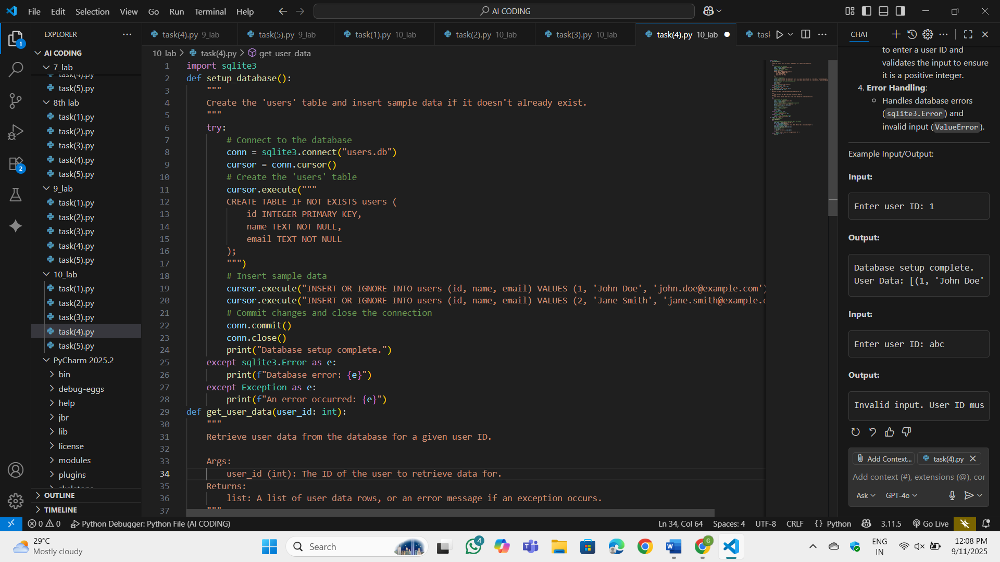 File Edit Selection View Go Run Terminal Help
AI CODING
EXPLORER
AI CODING
7_lab
task(4).py
task(5).py
8th lab
task(1).py
task(2).py
task(3).py
task(4).py
task(5).py
9_lab
task(1).py
task(2).py
task(3).py
task(4).py
task(5).py
10_lab
task(1).py
task(2).py
task(3).py
task(4).py
task(5).py
PyCharm 2025.2
bin
debug-eggs
help
jbr
lib
license
modules
plugins
OUTLINE
TIMELINE
1
2
task(4).py 9_lab
task(5).py 9_lab
task(1).py 10_lab
task(2).py 10_lab
task(3).py 10_lab
task(4).py 10_lab
task
10_lab > task(4).py > get_user_data
1 import sqlite3
2 def setup_database():
3 """
4 Create the 'users' table and insert sample data if it doesn't already exist.
5 """
6 try:
7 # Connect to the database
8 conn = sqlite3.connect("users.db")
9 cursor = conn.cursor()
10 # Create the 'users' table
11 cursor.execute("""
12 CREATE TABLE IF NOT EXISTS users (
13 id INTEGER PRIMARY KEY,
14 name TEXT NOT NULL,
15 email TEXT NOT NULL
16 );
17 """)
18 # Insert sample data
19 cursor.execute("INSERT OR IGNORE INTO users (id, name, email) VALUES (1, 'John Doe', 'john.doe@example.com')
20 cursor.execute("INSERT OR IGNORE INTO users (id, name, email) VALUES (2, 'Jane Smith', 'jane.smith@example.c
21 # Commit changes and close the connection
22 conn.commit()
23 conn.close()
24 print("Database setup complete.")
25 except sqlite3.Error as e:
26 print(f"Database error: {e}")
27 except Exception as e:
28 print(f"An error occurred: {e}")
29 def get_user_data(user_id: int):
30 """
31 Retrieve user data from the database for a given user ID.
32
33 Args:
34 user_id (int): The ID of the user to retrieve data for.
35 Returns:
36 list: A list of user data rows, or an error message if an exception occurs.
37 """
CHAT
to enter a user ID and
validates the input to ensure
it is a positive integer.
4. Error Handling:
Handles database errors
(sqlite3.Error) and
invalid input (ValueError).
Example Input/Output:
Input:
Enter user ID: 1
Output:
Database setup complete.
User Data: [(1, 'John Doe'
Input:
Enter user ID: abc
Output:
Invalid input. User ID mus
Add Context... task(4).py
Add context (#), extensions (@), cor
Ask GPT-4o
0 0 Python Debugger: Python File (AI CODING)
Ln 34, Col 64 Spaces: 4 UTF-8 CRLF {} Python 3.11.5 Go Live
29°C
Mostly cloudy
Search
4
G
ENG
IN
12:08 PM
9/11/2025